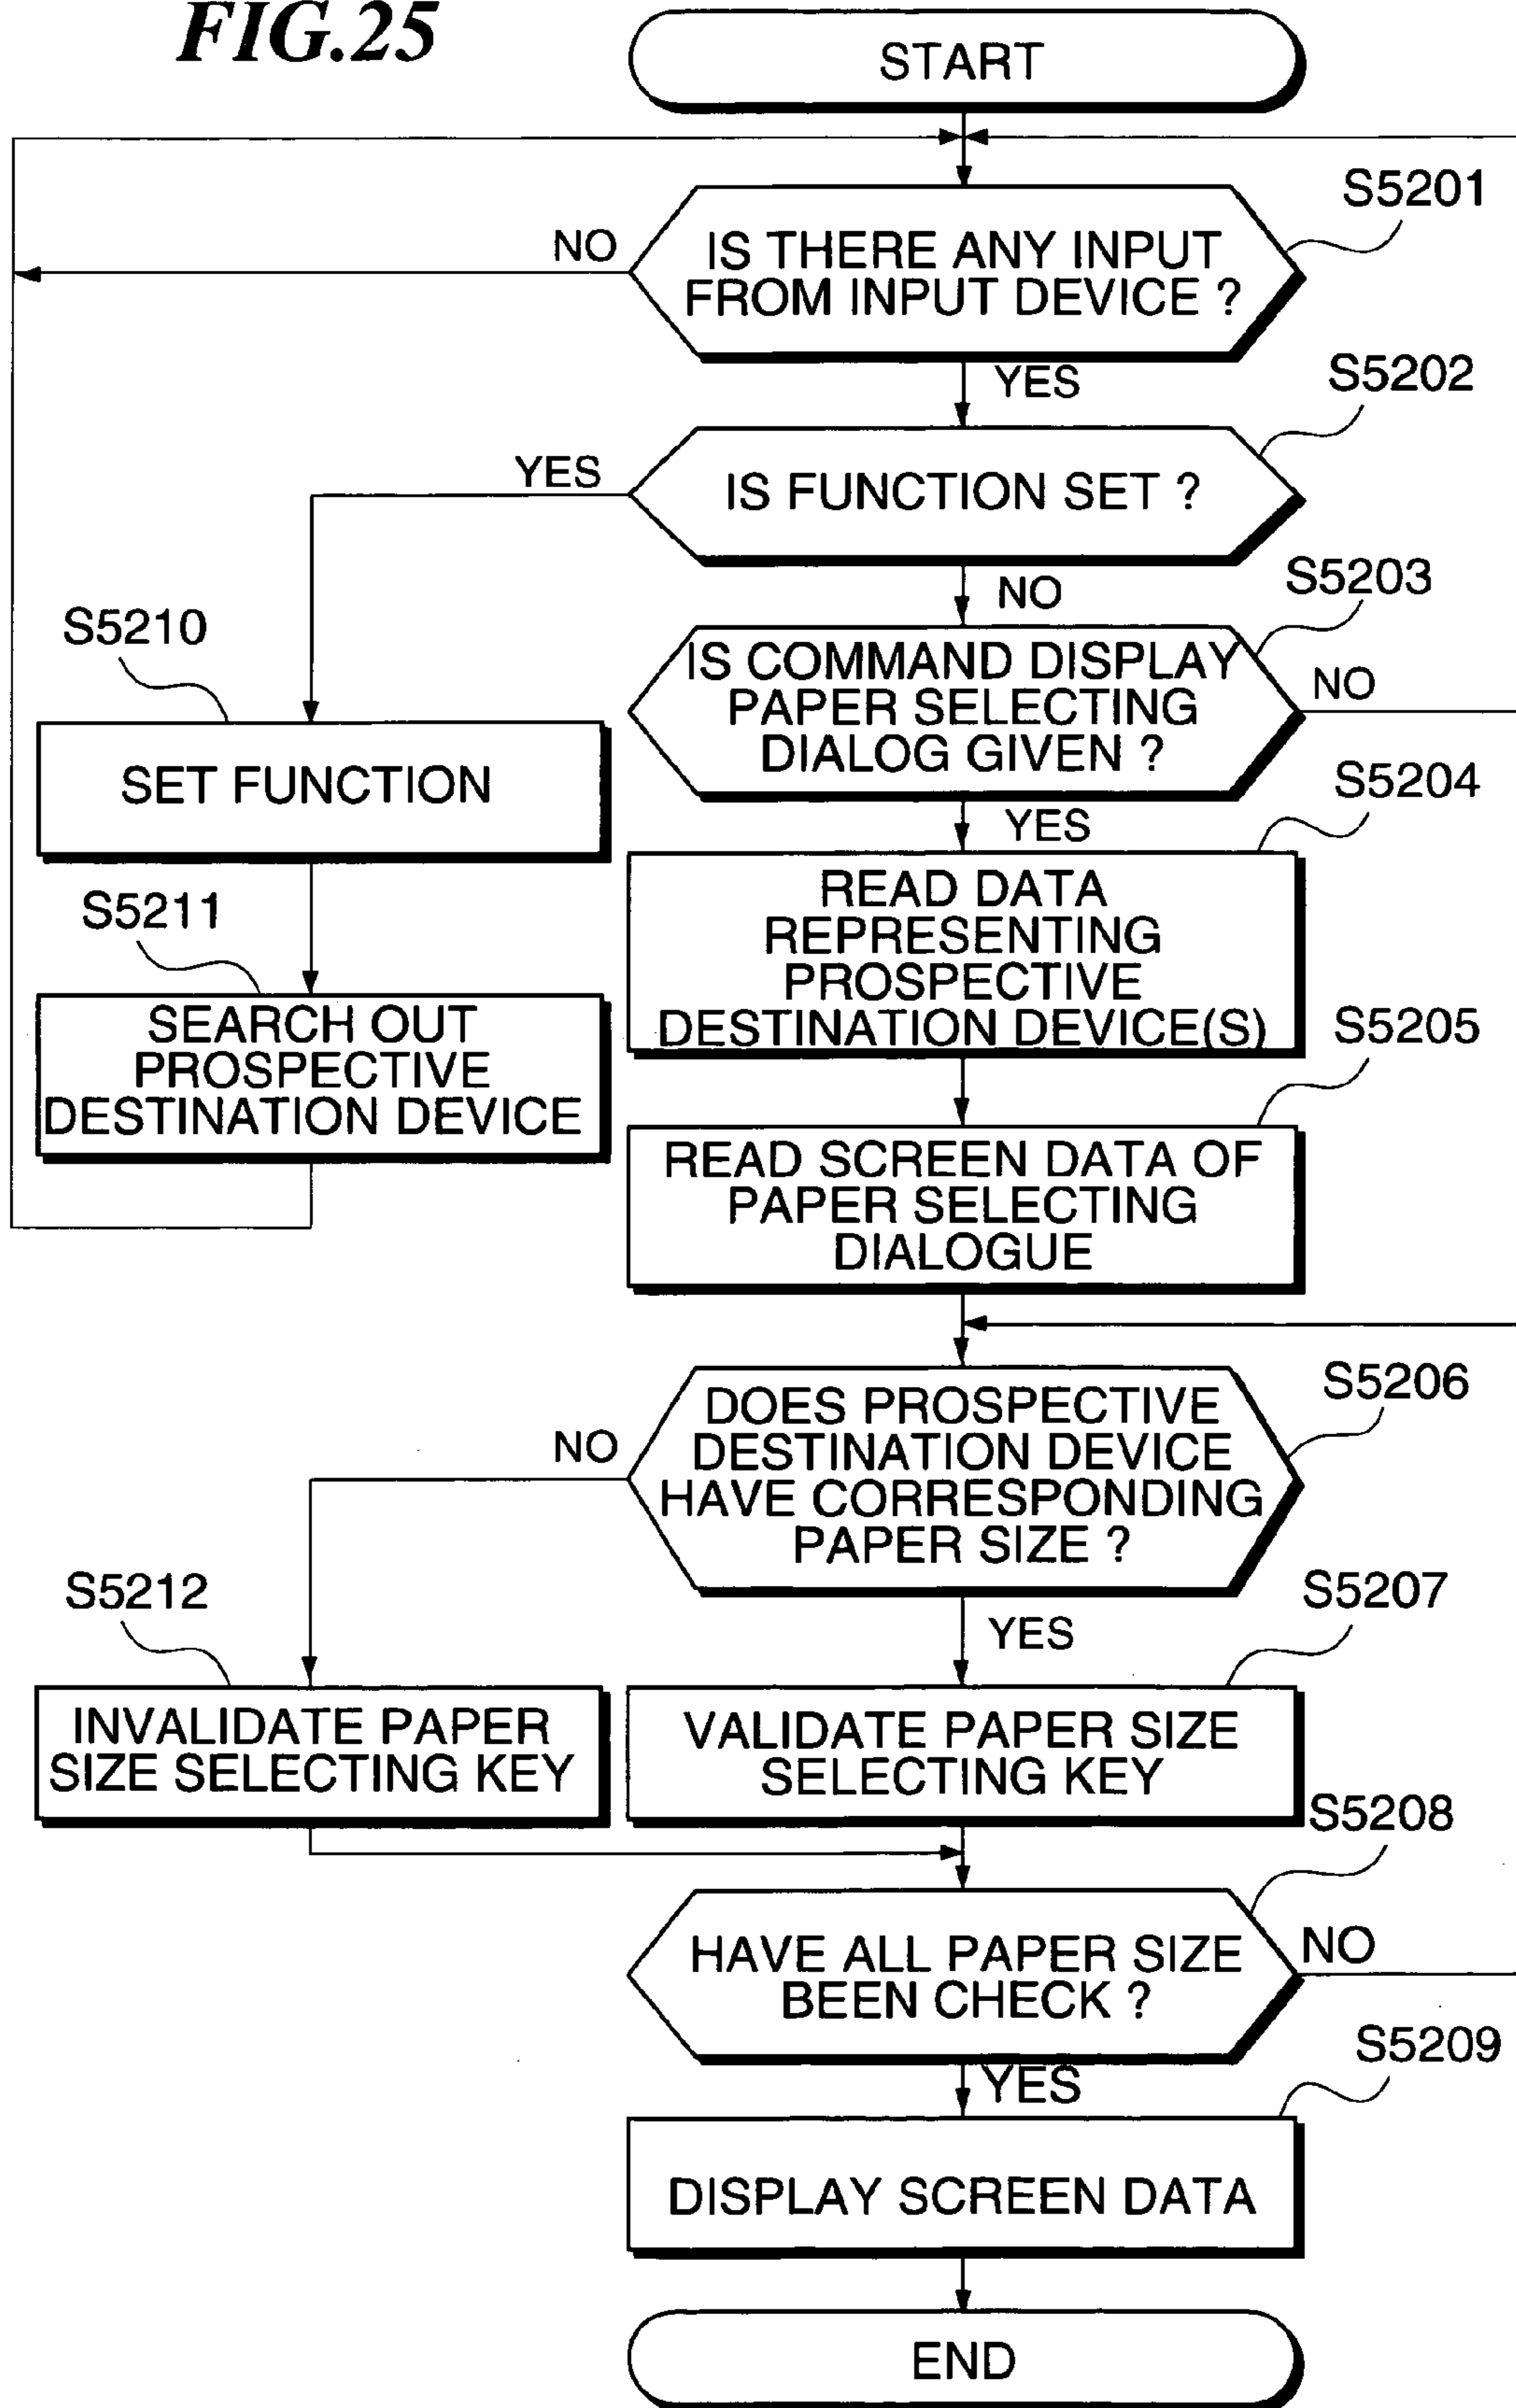 FIG.25
START
S5201
NO
IS THERE ANY INPUT
FROM INPUT DEVICE ?
YES
S5202
YES
IS FUNCTION SET ?
NO
S5203
S5210
IS COMMAND DISPLAY
PAPER SELECTING
DIALOG GIVEN ?
NO
SET FUNCTION
S5204
YES
READ DATA
REPRESENTING
PROSPECTIVE
DESTINATION DEVICE(S)
S5211
SEARCH OUT
PROSPECTIVE
DESTINATION DEVICE
S5205
READ SCREEN DATA OF
PAPER SELECTING
DIALOGUE
S5206
NO
DOES PROSPECTIVE
DESTINATION DEVICE
HAVE CORRESPONDING
PAPER SIZE ?
S5212
S5207
YES
INVALIDATE PAPER
SIZE SELECTING KEY
VALIDATE PAPER SIZE
SELECTING KEY
S5208
HAVE ALL PAPER SIZE
BEEN CHECK ?
NO
S5209
YES
DISPLAY SCREEN DATA
END